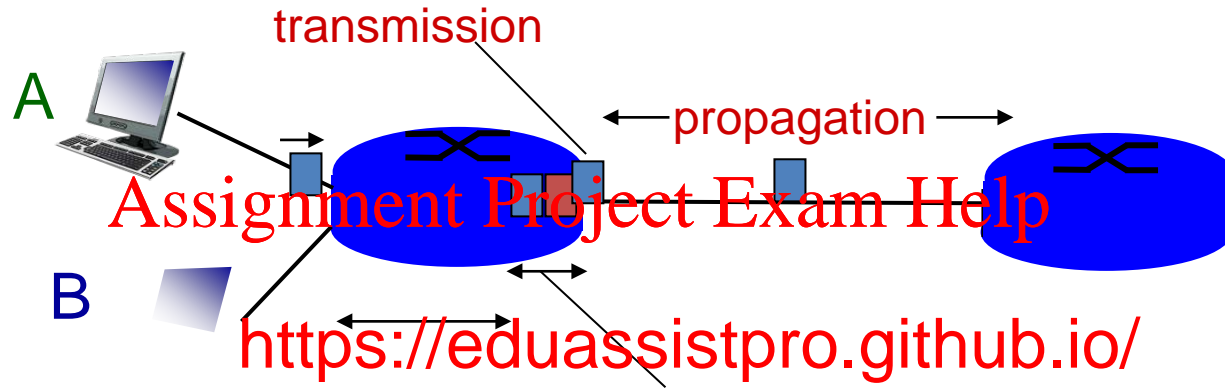 transmission
A
propagation
Assignment Project Exam Help
B
https://eduassistpro.github.io/